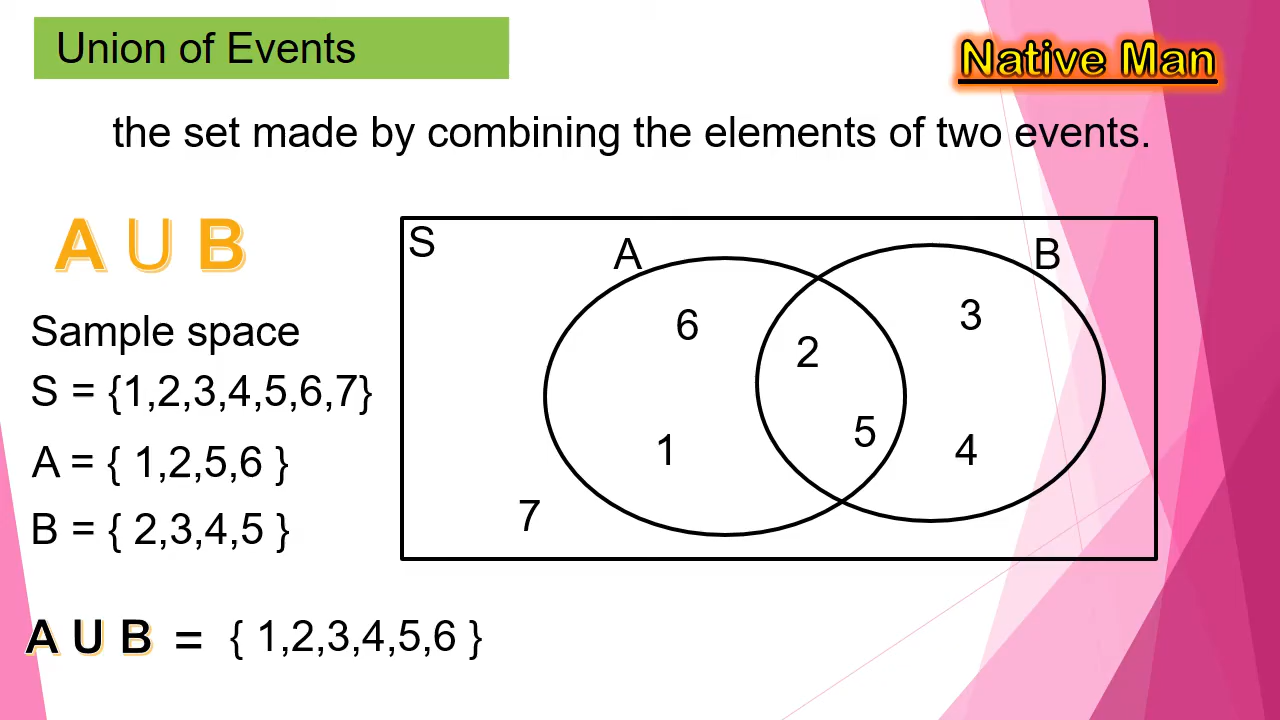 Union of Events
Native Man
the set made by combining the elements of two events.
A U B
S
A
B
6
2
3
1
5
4
7
Sample space
S = {1,2,3,4,5,6,7}
A = { 1,2,5,6 }
B = { 2,3,4,5 }
A U B = { 1,2,3,4,5,6 }